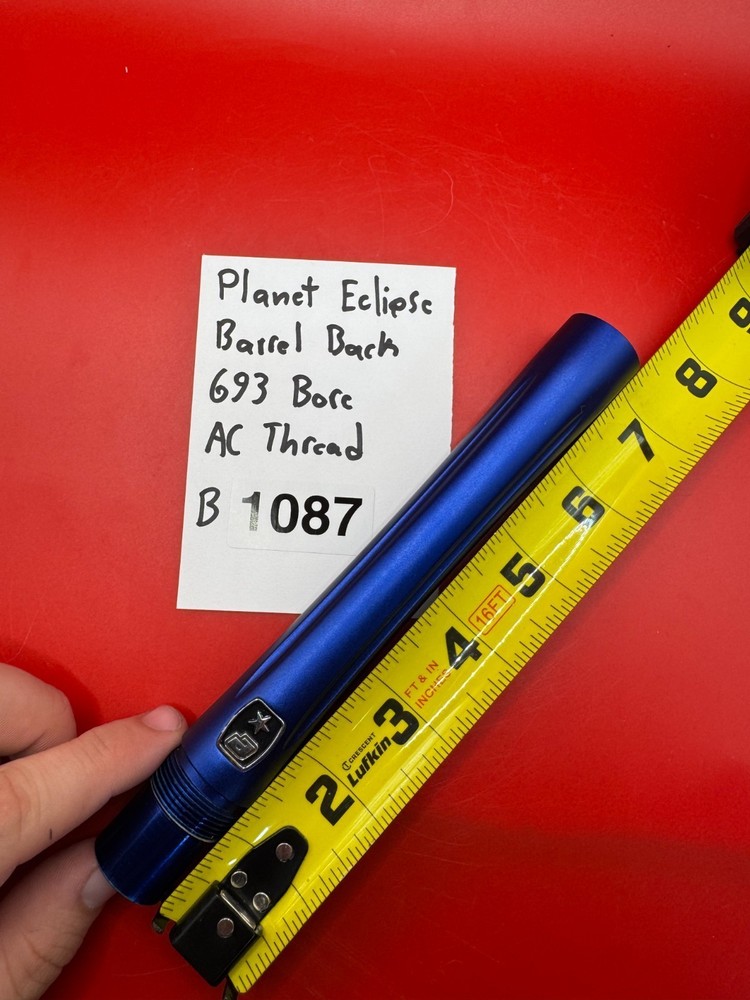 Planet Eclipse
Barrel Back
693 Bore
AC Thread
B 1087
9
8
7
6
5
16FT
4
FT & IN
INCHES
3
CRESCENT
Lufkin
2